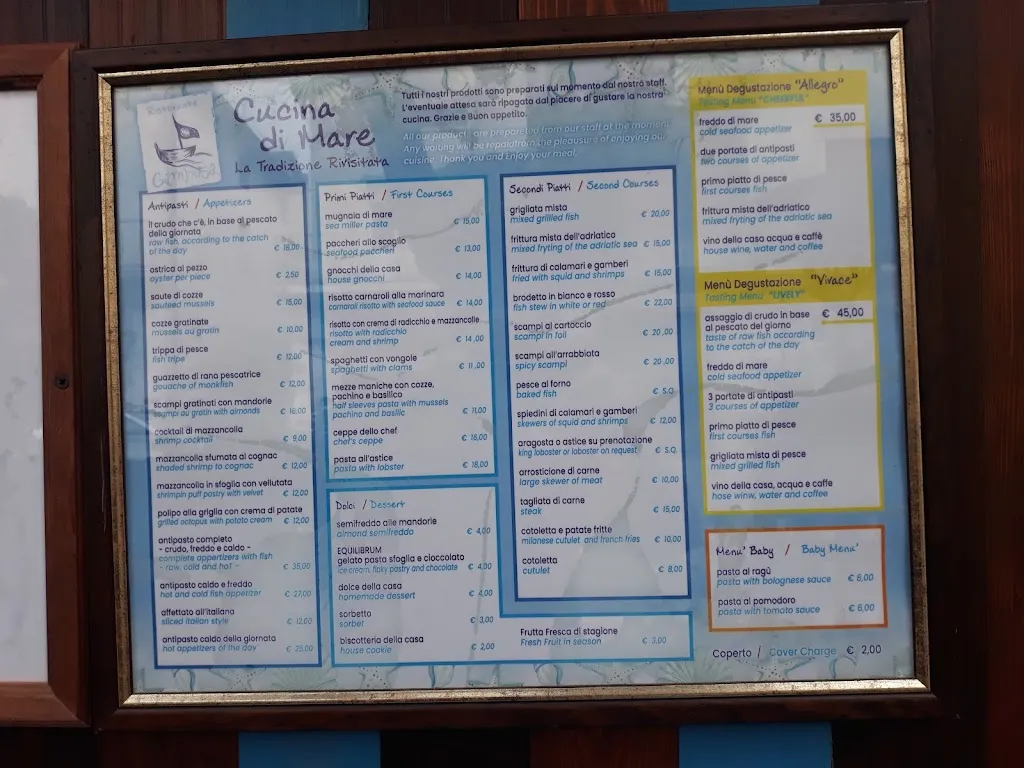 Ristorante
Cucina
di Mare
La Tradizione Rivisitata
Tutti i nostri prodotti sono preparati sul momento dal nostro staff.
L'eventuale attesa sarà ripagata dal piacere di gustare la nostra
cucina. Grazie e Buon appetito.
All our products are prepareted from our staff at the moment.
Any waiting will be repaidfrom the pleasure of enjoying our
cuisine. Thank you and Enjoy your meal.
Antipasti / Appetizers
il crudo che c'è, in base al pescato
della giornata
raw fish, according to the catch
of the day € 18,00
ostrica al pezzo
oyster per piece € 2,50
saute di cozze
sauteed mussels € 15,00
cozze gratinate
mussels au gratin € 10,00
trippa di pesce
fish tripe € 12,00
guazzetto di rana pescatrice
gouache of monkfish € 12,00
scampi gratinati con mandorle
scampi au gratin with almonds € 16,00
cocktail di mazzancolla
shrimp cocktail € 9,00
mazzancolla sfumata al cognac
shaded shrimp to cognac € 12,00
mazzancolla in sfoglia con vellutata
shrimpin puff pastry with velvet € 12,00
polipo alla griglia con crema di patate
grilled octopus with potato cream € 12,00
antipasto completo
- crudo, freddo e caldo -
complete appertizers with fish
- raw, cold and hot - € 35,00
antipasto caldo e freddo
hot and cold fish appetizer € 27,00
affettato all'italiana
sliced italian style € 12,00
antipasto caldo della giornata
hot appetizers of the day € 25,00
Primi Piatti / First Courses
mugnaia di mare
sea miller pasta € 15,00
paccheri allo scoglio
seafood paccheri € 13,00
gnocchi della casa
house gnocchi € 14,00
risotto carnaroli alla marinara
carnaroli risotto with seafood sauce € 14,00
risotto con crema di radicchio e mazzancolle
risotto with radicchio
cream and shrimp € 14 ,00
spaghetti con vongole
spaghetti with clams € 11 ,00
mezze maniche con cozze,
pachino e basilico
half sleeves pasta with mussels
pachino and basilic € 11,00
ceppe dello chef
chef's ceppe € 18,00
pasta all'astice
pasta with lobster € 18,00
Dolci / Dessert
semifreddo alle mandorle
almond semifreddo € 4,00
EQUILIBRUM
gelato pasta sfoglia e cioccolato
ice cream, flaky pastry and chocolate € 4,00
dolce della casa
homemade dessert € 4,00
sorbetto
sorbet € 3,00
biscotteria della casa
house cookie € 2,00
Frutta Fresca di stagione
Fresh Fruit in season € 3,00
Secondi Piatti / Second Courses
grigliata mista
mixed grillled fish € 20,00
frittura mista dell'adriatico
mixed fryting of the adriatic sea € 15,00
frittura di calamari e gamberi
fried with squid and shrimps € 15,00
brodetto in bianco e rosso
fish stew in white or red € 22,00
scampi al cartoccio
scampi in foil € 20 ,00
scampi all'arrabbiata
spicy scampi € 20 ,00
pesce al forno
baked fish € S.Q.
spiedini di calamari e gamberi
skewers of squid and shrimps € 12,00
aragosta o astice su prenotazione
king lobster or loboster on request € S.Q.
arrosticione di carne
large skewer of meat € 10,00
tagliata di carne
steak € 15,00
cotoletta e patate fritte
milanese cutulet and french fries € 10,00
cotoletta
cutulet € 8,00
Menù Degustazione "Allegro"
Tasting Menu "CHEERFUL"
freddo di mare € 35,00
cold seafood appetizer
due portate di antipasti
two courses of appetizer
primo piatto di pesce
first courses fish
frittura mista dell'adriatico
mixed fryting of the adriatic sea
vino della casa acqua e caffè
house wine, water and coffee
Menù Degustazione "Vivace"
Tasting Menu "LIVELY"
assaggio di crudo in base € 45,00
al pescato del giorno
taste of raw fish according
to the catch of the day
freddo di mare
cold seafood appetizer
3 portate di antipasti
3 courses of appetizer
primo piatto di pesce
first courses fish
grigliata mista di pesce
mixed grilled fish
vino della casa, acqua e caffe
hose winw, water and coffee
Menu' Baby / Baby Menu'
pasta al ragù
pasta with bolognese sauce € 6,00
pasta al pomodoro
pasta with tomato sauce € 6,00
Coperto / Cover Charge € 2,00